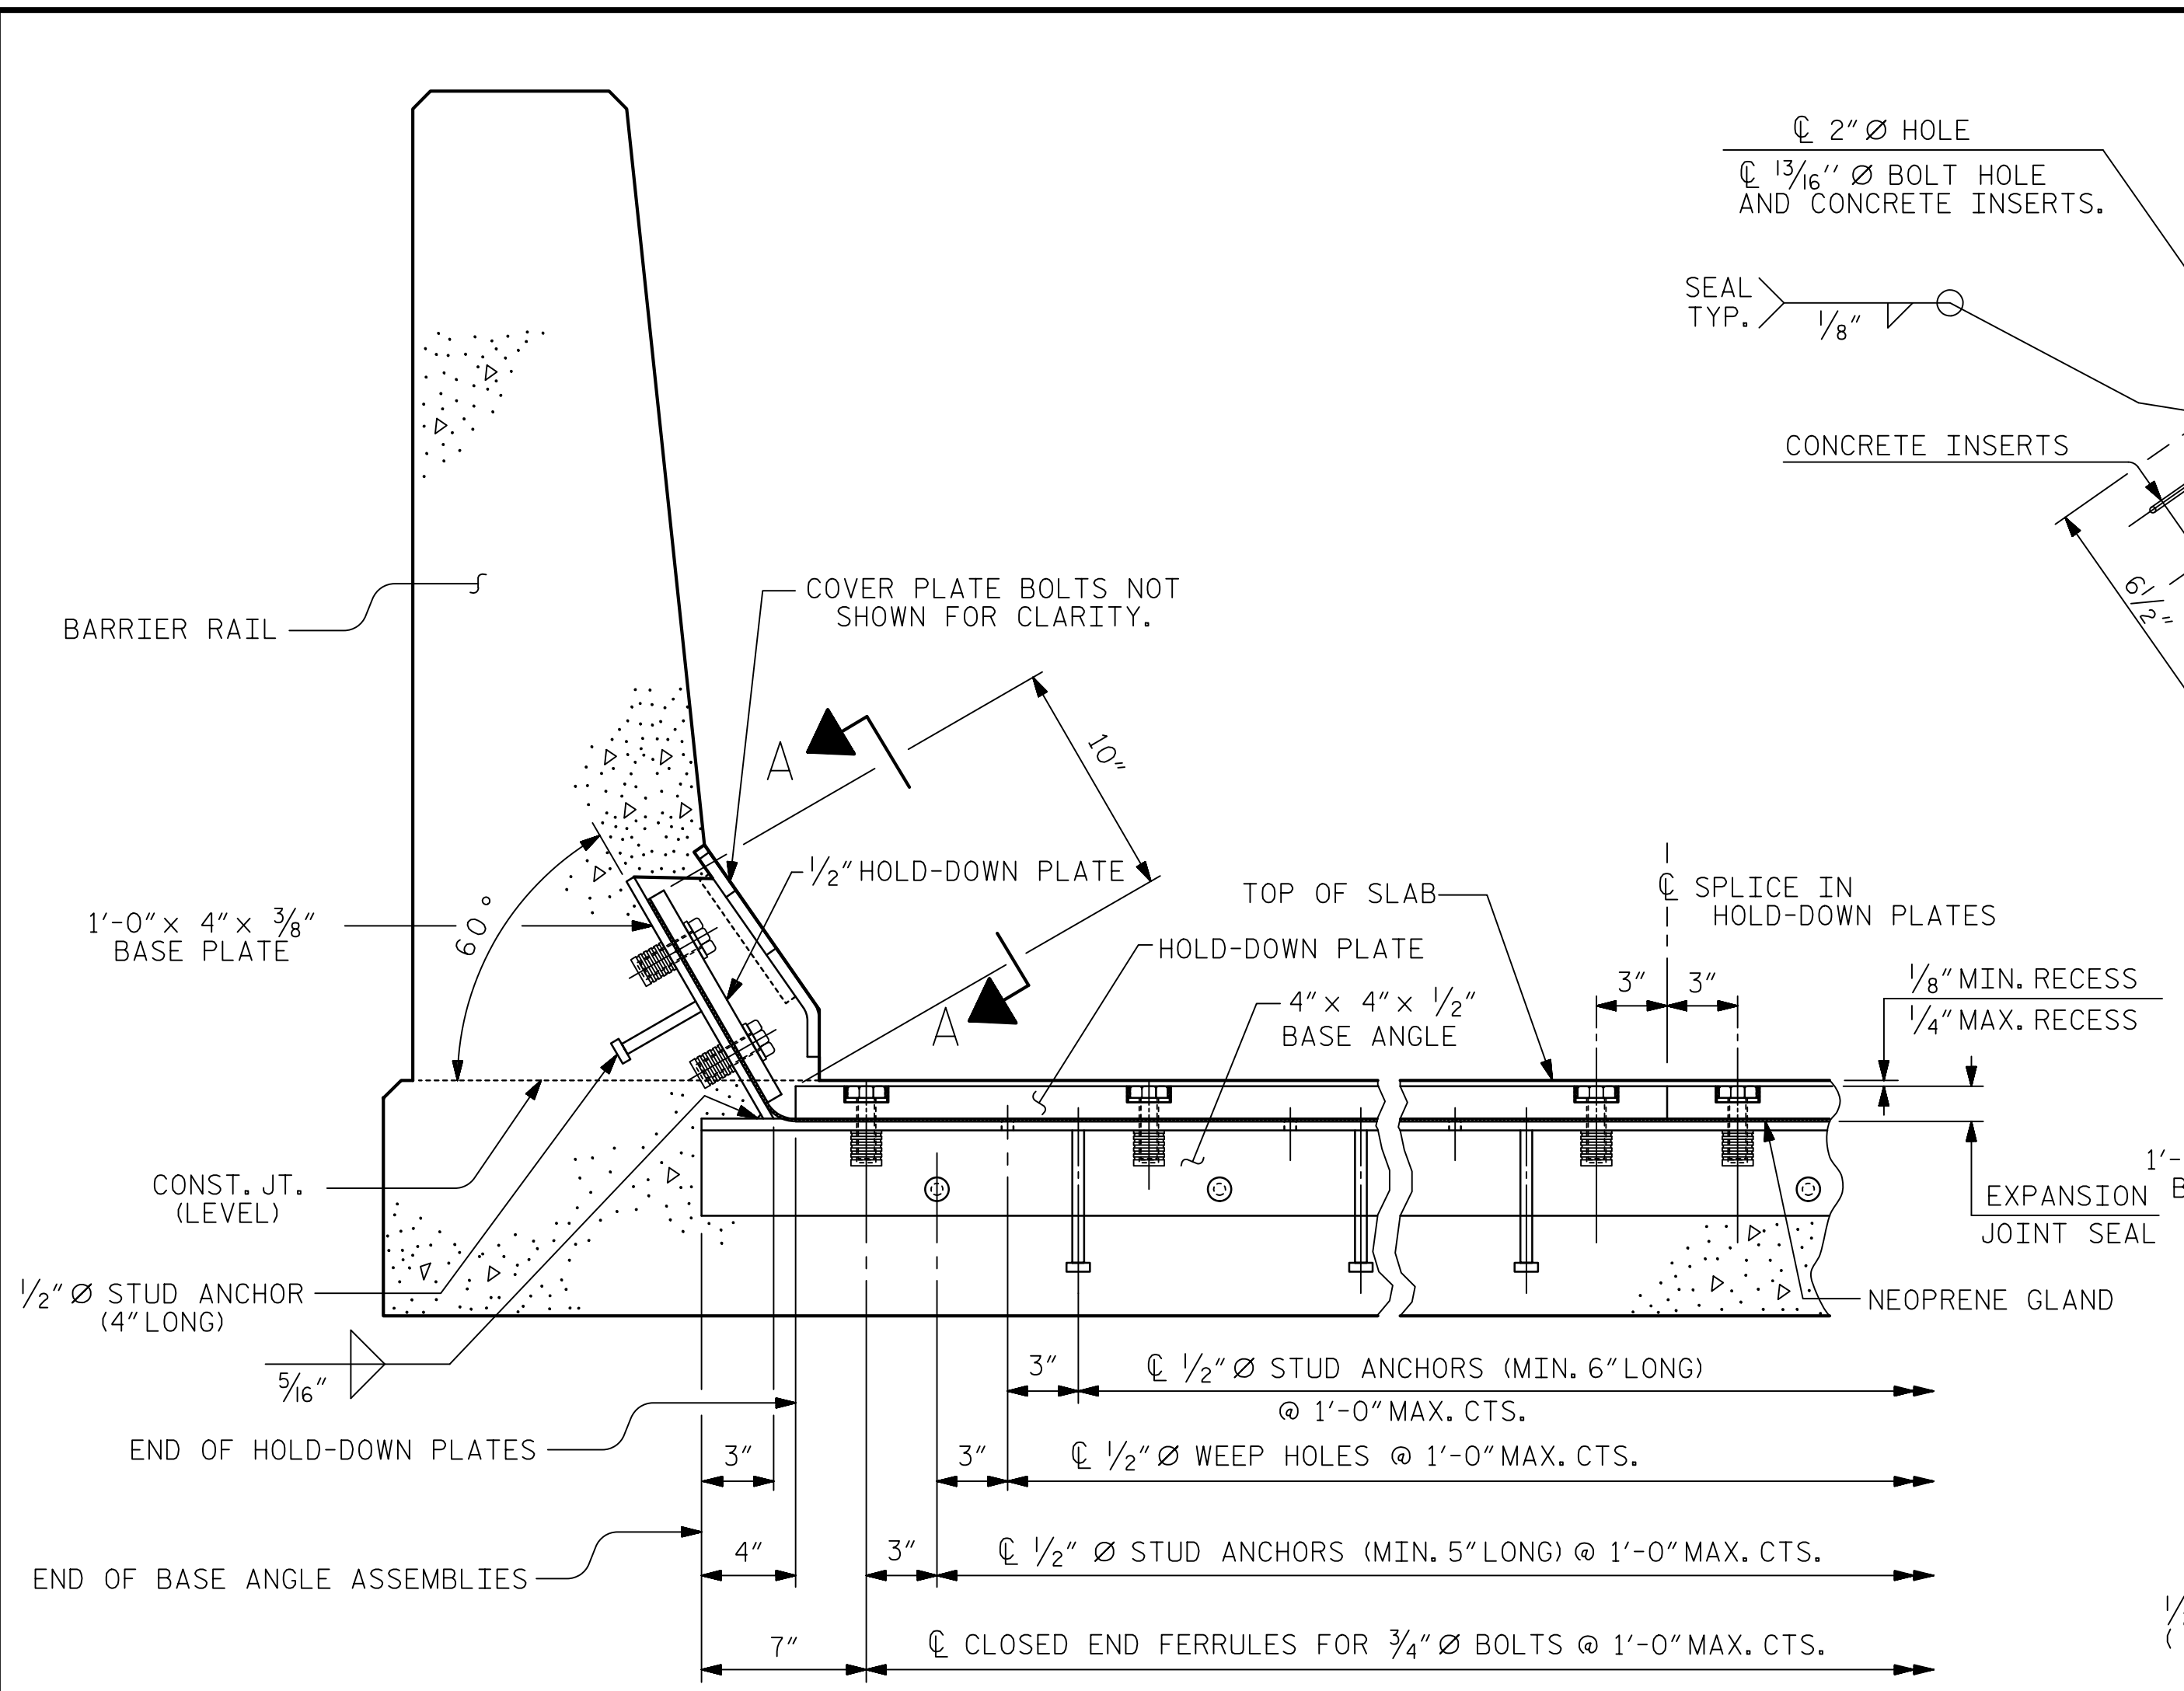 ℄ 2"Ø HOLE
℄ 13/16"Ø BOLT HOLE
AND CONCRETE INSERTS.
SEAL
TYP.
1/8"
CONCRETE INSERTS
6 1/2"
COVER PLATE BOLTS NOT
SHOWN FOR CLARITY.
BARRIER RAIL
A
10"
1/2" HOLD-DOWN PLATE
TOP OF SLAB
℄ SPLICE IN
HOLD-DOWN PLATES
1'-0" x 4" x 3/8"
BASE PLATE
60°
HOLD-DOWN PLATE
3"
3"
1/8" MIN. RECESS
1/4" MAX. RECESS
A
4" x 4" x 1/2"
BASE ANGLE
CONST. JT.
(LEVEL)
1'-
EXPANSION
JOINT SEAL
1/2"Ø STUD ANCHOR
(4" LONG)
NEOPRENE GLAND
5/16"
3"
℄ 1/2"Ø STUD ANCHORS (MIN. 6" LONG)
@ 1'-0" MAX. CTS.
END OF HOLD-DOWN PLATES
3"
3"
℄ 1/2"Ø WEEP HOLES @ 1'-0" MAX. CTS.
4"
3"
℄ 1/2" Ø STUD ANCHORS (MIN. 5" LONG) @ 1'-0" MAX. CTS.
END OF BASE ANGLE ASSEMBLIES
7"
℄ CLOSED END FERRULES FOR 3/4"Ø BOLTS @ 1'-0" MAX. CTS.